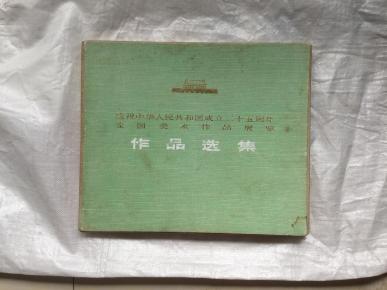 庆祝中华人民共和国成立二十五周年
全国美术作品展览
作品选集